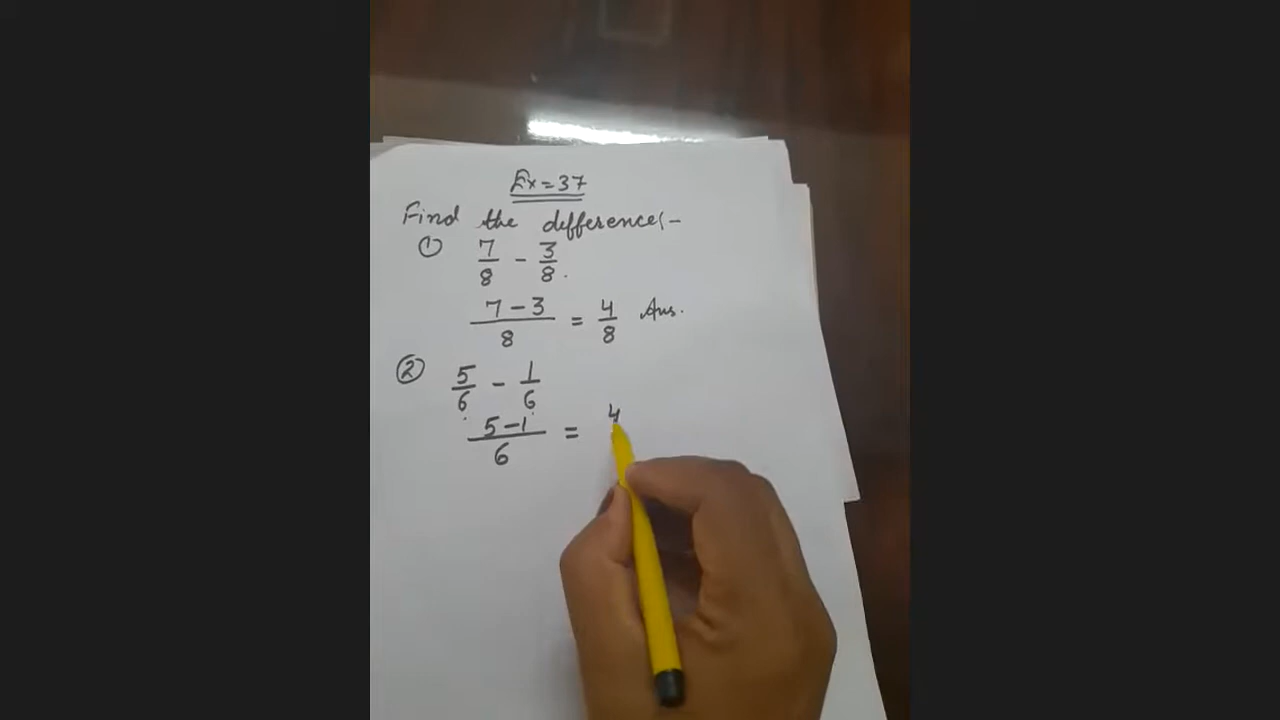 Ex = 37
Find the difference:-
① 7/8 - 3/8.
7 - 3/8 = 4/8 Ans.
② 5/6 - 1/6
5 - 1/6 = 4